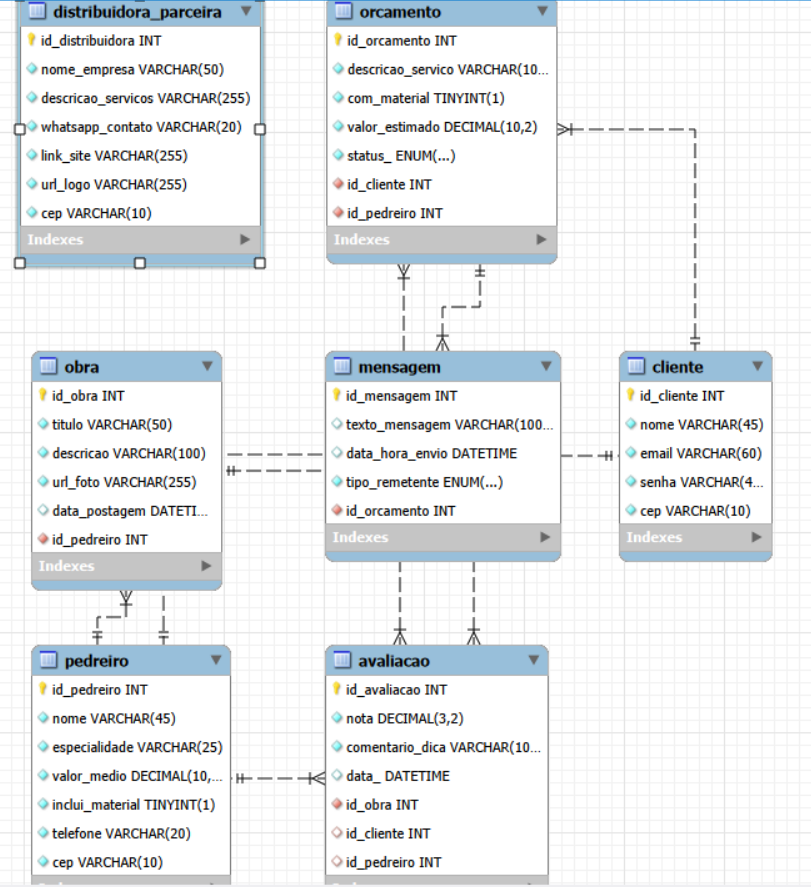 distribuidora_parceira
id_distribuidora INT
nome_empresa VARCHAR(50)
descricao_servicos VARCHAR(255)
whatsapp_contato VARCHAR(20)
link_site VARCHAR(255)
url_logo VARCHAR(255)
cep VARCHAR(10)
Indexes
orcamento
id_orcamento INT
descricao_servico VARCHAR(10...
com_material TINYINT(1)
valor_estimado DECIMAL(10,2)
status_ ENUM(...)
id_cliente INT
id_pedreiro INT
Indexes
obra
id_obra INT
titulo VARCHAR(50)
descricao VARCHAR(100)
url_foto VARCHAR(255)
data_postagem DATETI...
id_pedreiro INT
Indexes
mensagem
id_mensagem INT
texto_mensagem VARCHAR(100...
data_hora_envio DATETIME
tipo_remetente ENUM(...)
id_orcamento INT
Indexes
cliente
id_cliente INT
nome VARCHAR(45)
email VARCHAR(60)
senha VARCHAR(4...
cep VARCHAR(10)
Indexes
pedreiro
id_pedreiro INT
nome VARCHAR(45)
especialidade VARCHAR(25)
valor_medio DECIMAL(10,...
inclui_material TINYINT(1)
telefone VARCHAR(20)
cep VARCHAR(10)
avaliacao
id_avaliacao INT
nota DECIMAL(3,2)
comentario_dica VARCHAR(10...
data_ DATETIME
id_obra INT
id_cliente INT
id_pedreiro INT